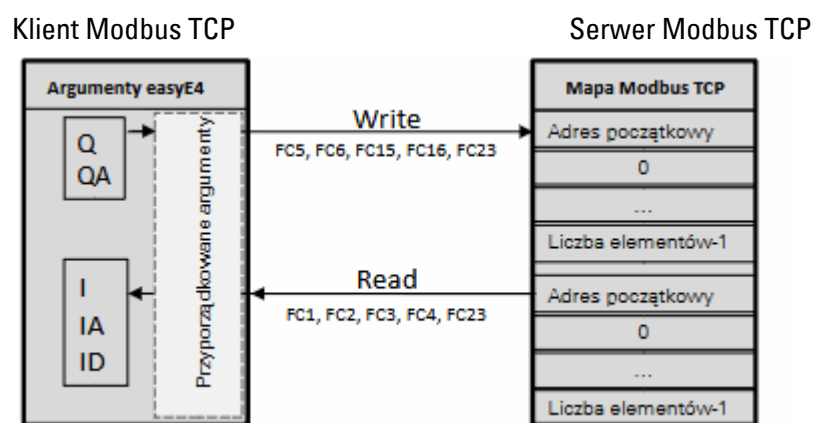 Klient Modbus TCP
Serwer Modbus TCP
Argumenty easyE4
Q
QA
I
IA
ID
Przyporządkowane argumenty
Write
FC5, FC6, FC15, FC16, FC23
Read
FC1, FC2, FC3, FC4, FC23
Mapa Modbus TCP
Adres początkowy
0
...
Liczba elementów-1
Adres początkowy
0
...
Liczba elementów-1